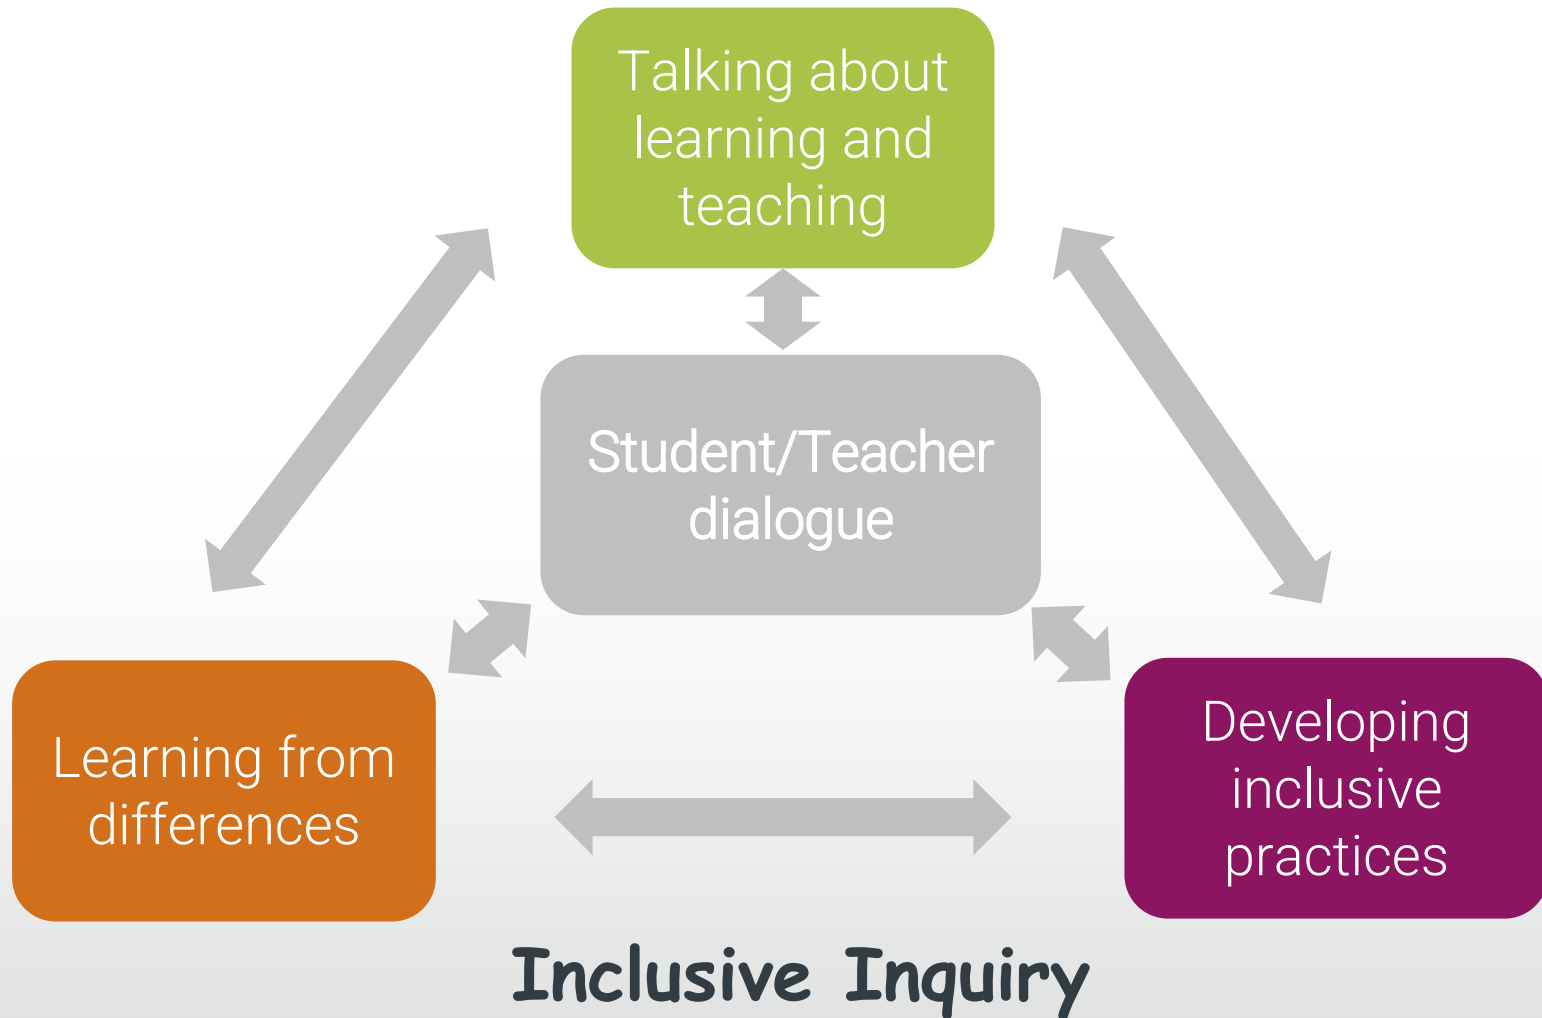 Talking about
learning and
teaching
Student/Teacher
dialogue
Learning from
differences
Developing
inclusive
practices
Inclusive Inquiry